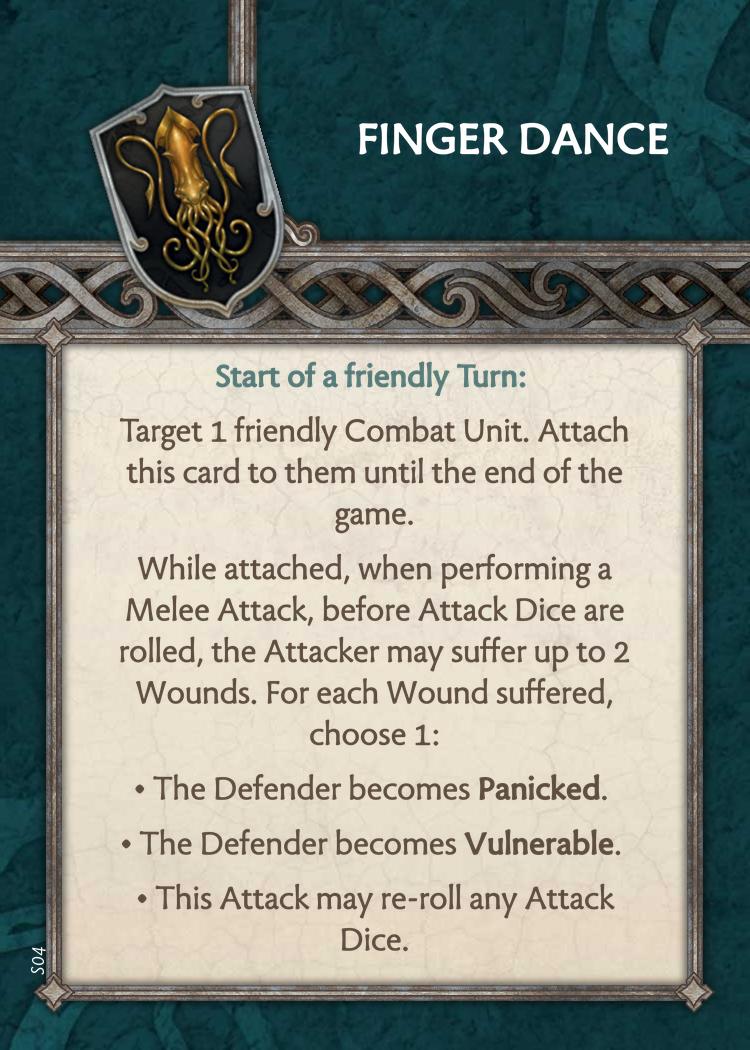 FINGER DANCE
Start of a friendly Turn:
Target 1 friendly Combat Unit. Attach
this card to them until the end of the
game.
While attached, when performing a
Melee Attack, before Attack Dice are
rolled, the Attacker may suffer up to 2
Wounds. For each Wound suffered,
choose 1:
• The Defender becomes Panicked.
• The Defender becomes Vulnerable.
• This Attack may re-roll any Attack
Dice.
S04